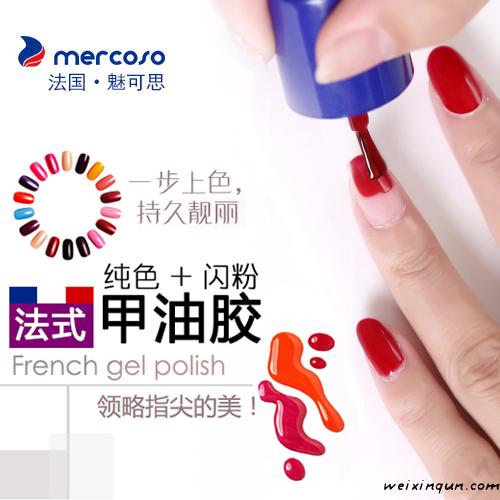 mercoso
法国·魅可思
一步上色，
持久靓丽
纯色 + 闪粉
法式 甲油胶
French gel polish
领略指尖的美！
weixinqun.com